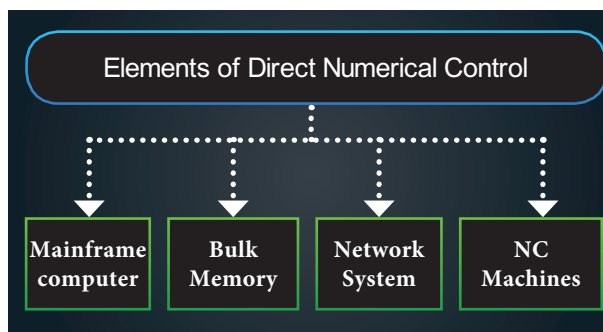 Elements of Direct Numerical Control
Mainframe
computer
Bulk
Memory
Network
System
NC
Machines